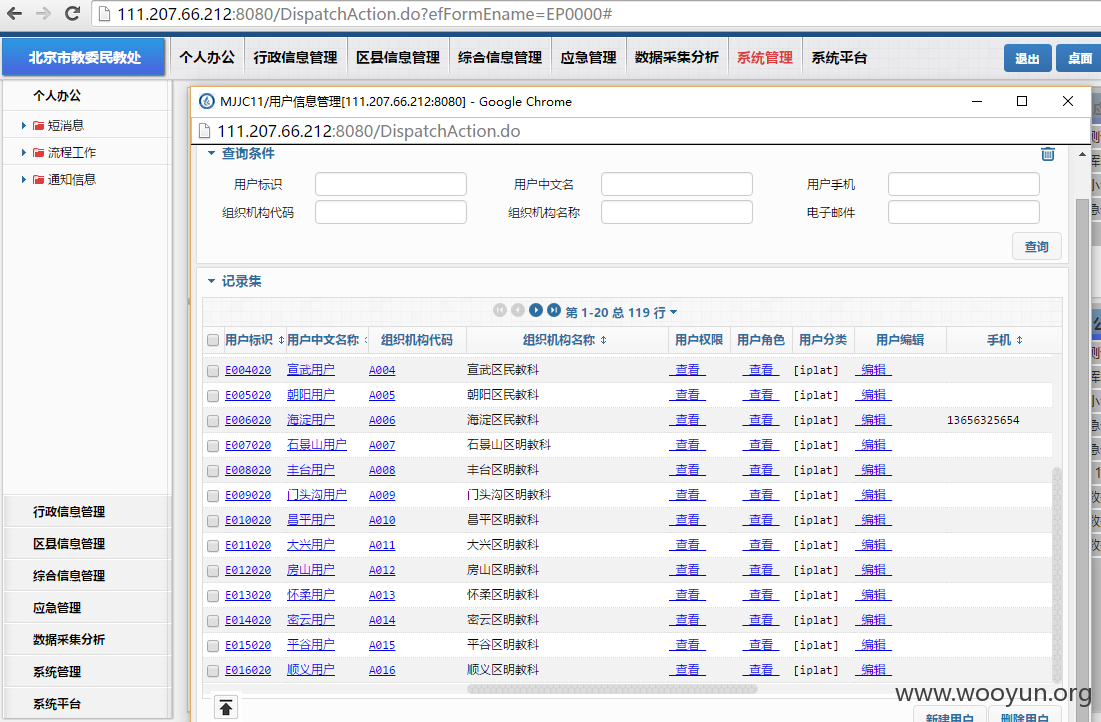 111.207.66.212:8080/DispatchAction.do?efFormEname=EP0000#
北京市教委民教处
个人办公 行政信息管理 区县信息管理 综合信息管理 应急管理 数据采集分析 系统管理 系统平台 退出 桌面
个人办公
短消息
流程工作
通知信息
行政信息管理
区县信息管理
综合信息管理
应急管理
数据采集分析
系统管理
系统平台
MJJC11/用户信息管理[111.207.66.212:8080] - Google Chrome
111.207.66.212:8080/DispatchAction.do
查询条件
用户标识 用户中文名 用户手机
组织机构代码 组织机构名称 电子邮件
查询
记录集
第 1-20 总 119 行
用户标识 用户中文名称 组织机构代码 组织机构名称 用户权限 用户角色 用户分类 用户编辑 手机
E004020 宣武用户 A004 宣武区民教科 查看 查看 [iplat] 编辑
E005020 朝阳用户 A005 朝阳区民教科 查看 查看 [iplat] 编辑
E006020 海淀用户 A006 海淀区民教科 查看 查看 [iplat] 编辑 13656325654
E007020 石景山用户 A007 石景山区明教科 查看 查看 [iplat] 编辑
E008020 丰台用户 A008 丰台区明教科 查看 查看 [iplat] 编辑
E009020 门头沟用户 A009 门头沟区明教科 查看 查看 [iplat] 编辑
E010020 昌平用户 A010 昌平区明教科 查看 查看 [iplat] 编辑
E011020 大兴用户 A011 大兴区明教科 查看 查看 [iplat] 编辑
E012020 房山用户 A012 房山区明教科 查看 查看 [iplat] 编辑
E013020 怀柔用户 A013 怀柔区明教科 查看 查看 [iplat] 编辑
E014020 密云用户 A014 密云区明教科 查看 查看 [iplat] 编辑
E015020 平谷用户 A015 平谷区明教科 查看 查看 [iplat] 编辑
E016020 顺义用户 A016 顺义区明教科 查看 查看 [iplat] 编辑
www.wooyun.org
新建用户 删除用户